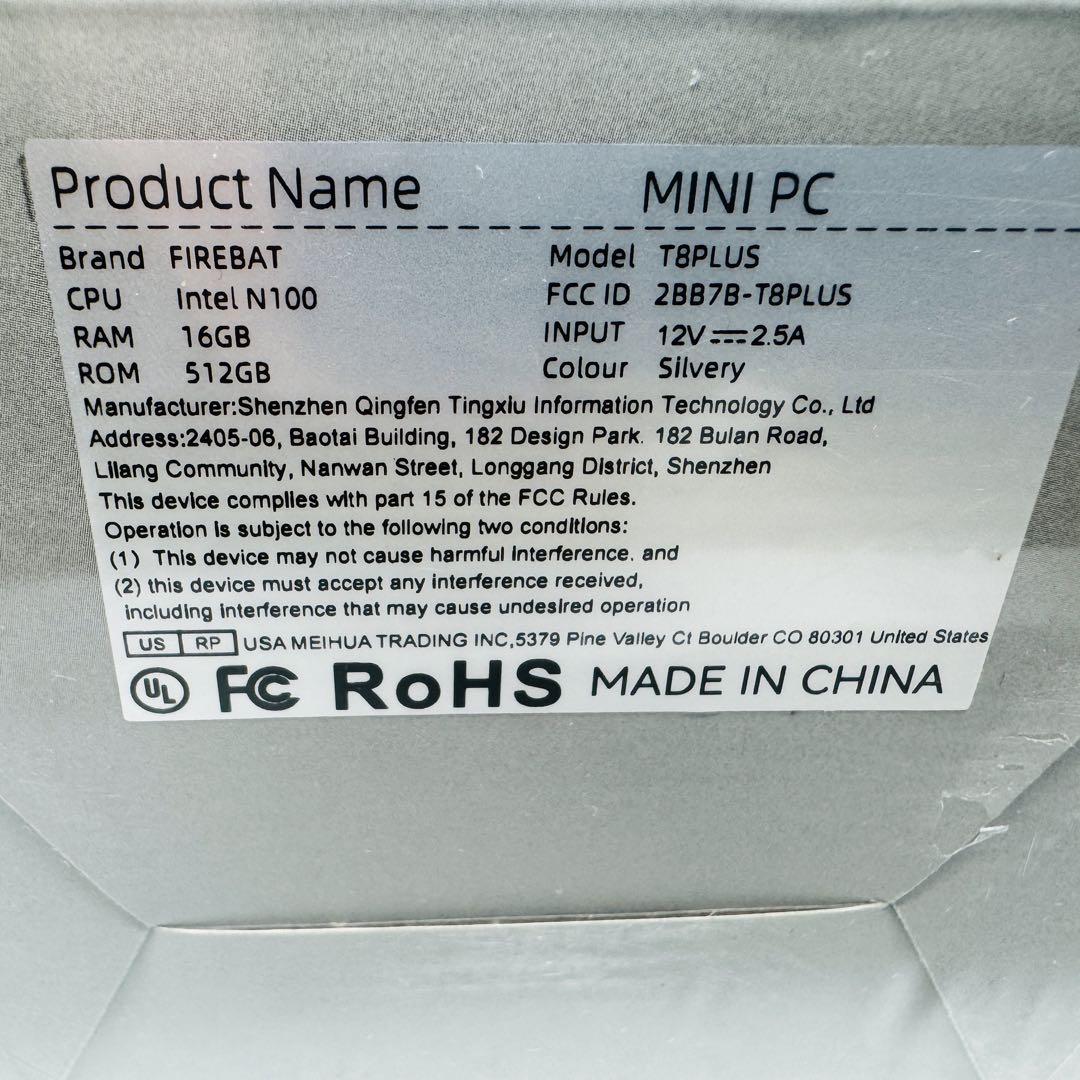 Product Name MINI PC
Brand FIREBAT Model T8PLUS
CPU Intel N100 FCC ID 2BB7B-T8PLUS
RAM 16GB INPUT 12V⎓2.5A
ROM 512GB Colour Silvery
Manufacturer:Shenzhen Qingfen Tingxiu Information Technology Co., Ltd
Address:2405-06, Baotai Building, 182 Design Park. 182 Bulan Road,
Lilang Community, Nanwan Street, Longgang District, Shenzhen
This device complies with part 15 of the FCC Rules.
Operation is subject to the following two conditions:
(1) This device may not cause harmful interference. and
(2) this device must accept any interference received,
including interference that may cause undesired operation
US RP USA MEIHUA TRADING INC,5379 Pine Valley Ct Boulder CO 80301 United States
UL FC RoHS MADE IN CHINA